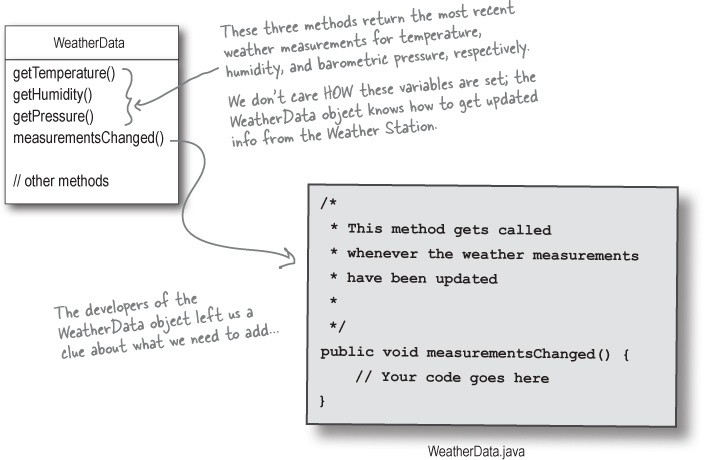 WeatherData
getTemperature()
getHumidity()
getPressure()
measurementsChanged()
// other methods
These three methods return the most recent
weather measurements for temperature,
humidity, and barometric pressure, respectively.
We don't care HOW these variables are set; the
WeatherData object knows how to get updated
info from the Weather Station.
The developers of the
WeatherData object left us a
clue about what we need to add...
/*
* This method gets called
* whenever the weather measurements
* have been updated
*
*/
public void measurementsChanged() {
// Your code goes here
}
WeatherData.java